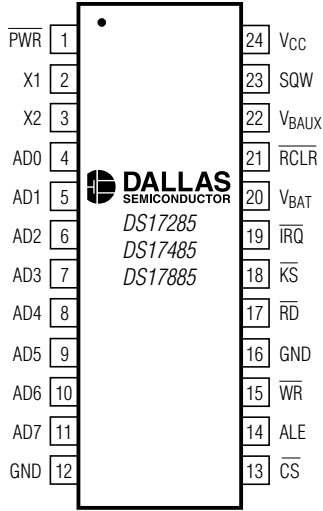 PWR 1
X1 2
X2 3
AD0 4
AD1 5
AD2 6
AD3 7
AD4 8
AD5 9
AD6 10
AD7 11
GND 12
DALLAS
SEMICONDUCTOR
DS17285
DS17485
DS17885
24 VCC
23 SQW
22 VBAUX
21 RCLR
20 VBAT
19 IRQ
18 KS
17 RD
16 GND
15 WR
14 ALE
13 CS